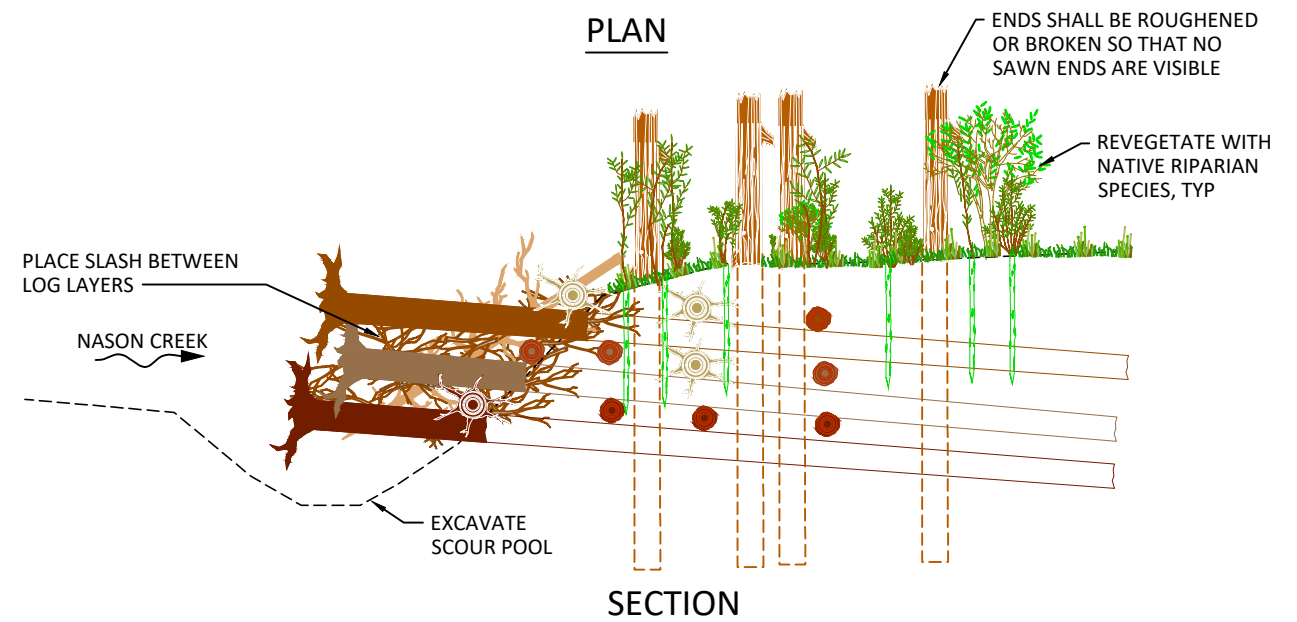 PLAN
ENDS SHALL BE ROUGHENED
OR BROKEN SO THAT NO
SAWN ENDS ARE VISIBLE
REVEGETATE WITH
NATIVE RIPARIAN
SPECIES, TYP
PLACE SLASH BETWEEN
LOG LAYERS
NASON CREEK
EXCAVATE
SCOUR POOL
SECTION